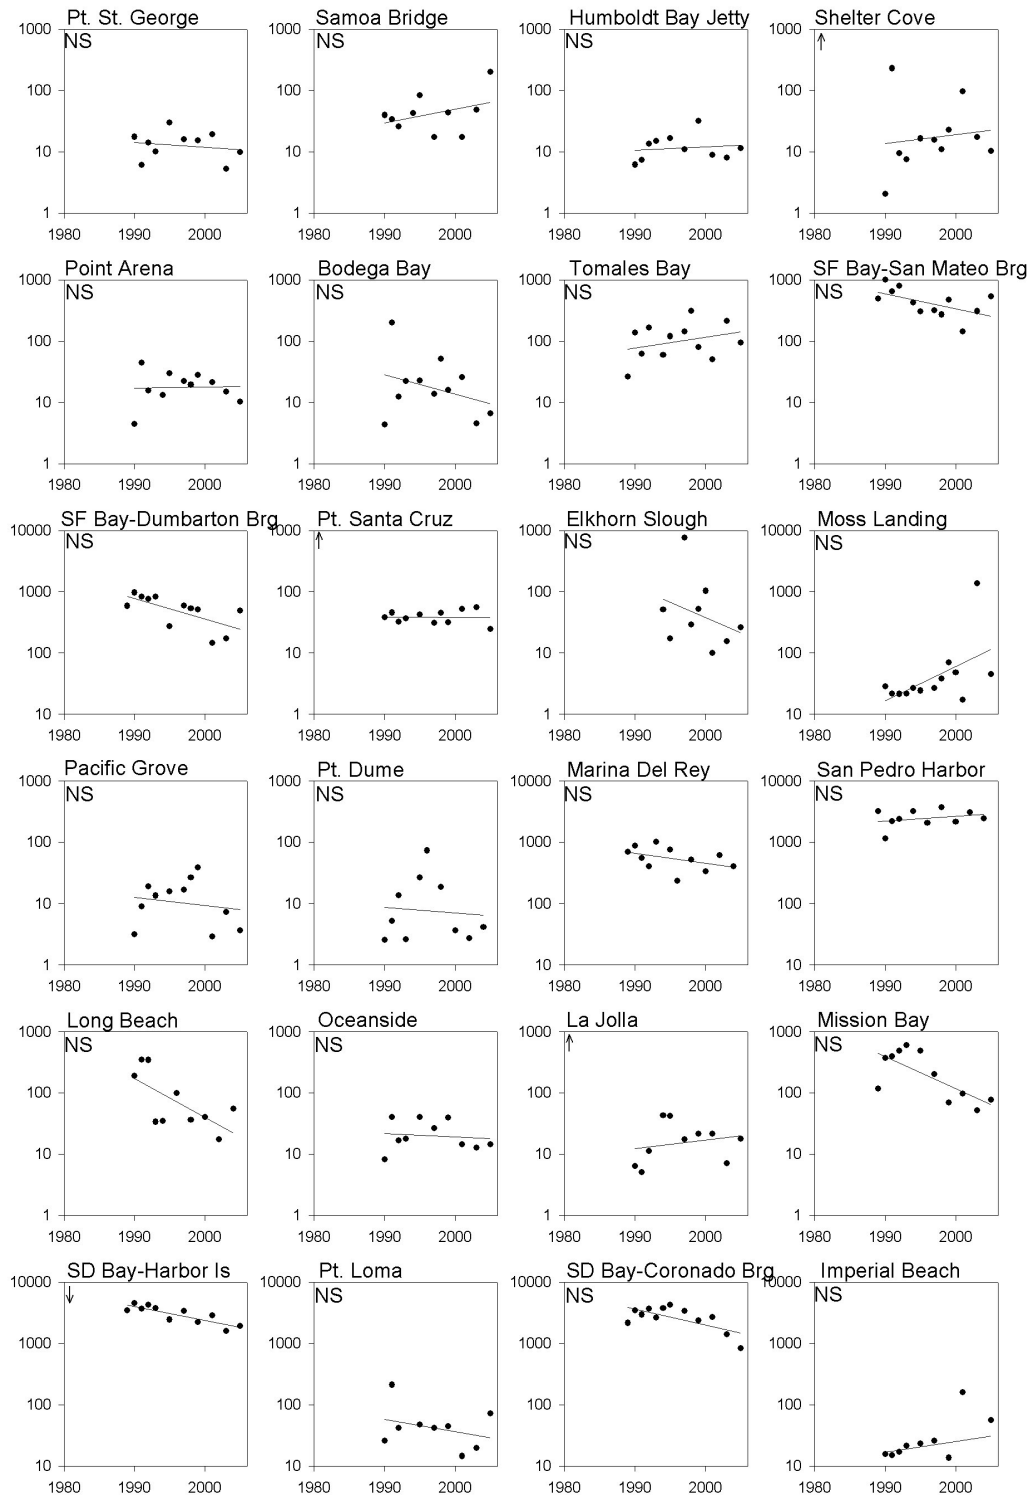 Pt. St. George Samoa Bridge Humboldt Bay Jetty Shelter Cove
1000 1000 1000 1000
NS NS NS ↑
100 100 100 100
10 10 10 10
1 1 1 1
1980 1990 2000 1980 1990 2000 1980 1990 2000 1980 1990 2000
Point Arena Bodega Bay Tomales Bay SF Bay-San Mateo Brg
1000 1000 1000 1000
NS NS NS NS
100 100 100 100
10 10 10 10
1 1 1 1
1980 1990 2000 1980 1990 2000 1980 1990 2000 1980 1990 2000
SF Bay-Dumbarton Brg Pt. Santa Cruz Elkhorn Slough Moss Landing
10000 1000 1000 10000
NS ↑ NS NS
1000 100 100 1000
100 10 10 100
10 1 1 10
1980 1990 2000 1980 1990 2000 1980 1990 2000 1980 1990 2000
Pacific Grove Pt. Dume Marina Del Rey San Pedro Harbor
1000 1000 10000 10000
NS NS NS NS
100 100 1000 1000
10 10 100 100
1 1 10 10
1980 1990 2000 1980 1990 2000 1980 1990 2000 1980 1990 2000
Long Beach Oceanside La Jolla Mission Bay
1000 1000 1000 1000
NS NS ↑ NS
100 100 100 100
10 10 10 10
1 1 1 1
1980 1990 2000 1980 1990 2000 1980 1990 2000 1980 1990 2000
SD Bay-Harbor Is Pt. Loma SD Bay-Coronado Brg Imperial Beach
10000 10000 10000 10000
↓ NS NS NS
1000 1000 1000 1000
100 100 100 100
10 10 10 10
1980 1990 2000 1980 1990 2000 1980 1990 2000 1980 1990 2000